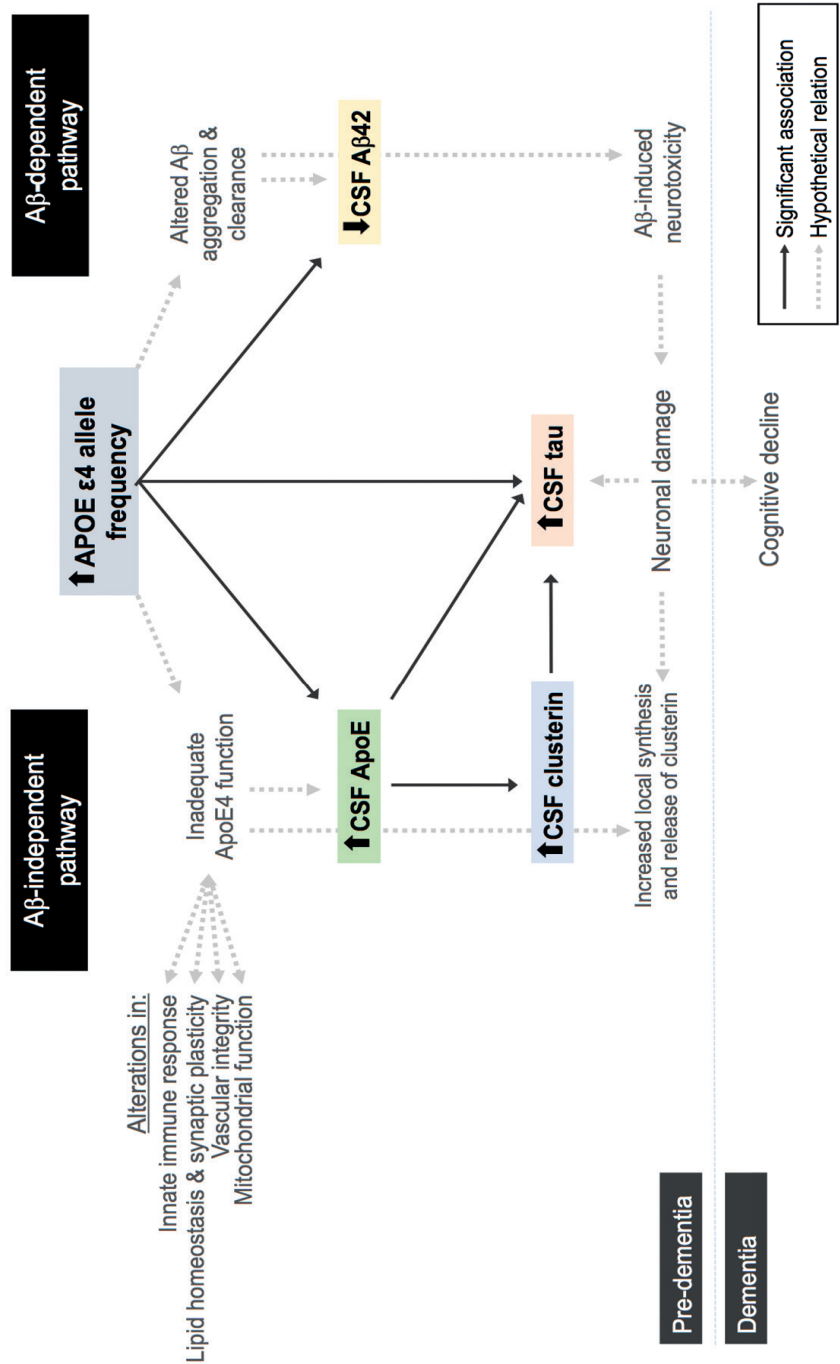 Aβ-independent
pathway
Aβ-dependent
pathway
⬆APOE ε4 allele
frequency
Alterations in:
Innate immune response
Lipid homeostasis & synaptic plasticity
Vascular integrity
Mitochondrial function
Inadequate
ApoE4 function
Altered Aβ
aggregation &
clearance
⬆CSF ApoE
⬇CSF Aβ42
⬆CSF clusterin
⬆CSF tau
Increased local synthesis
and release of clusterin
Neuronal damage
Aβ-induced
neurotoxicity
Pre-dementia
Dementia
Cognitive decline
Significant association
Hypothetical relation